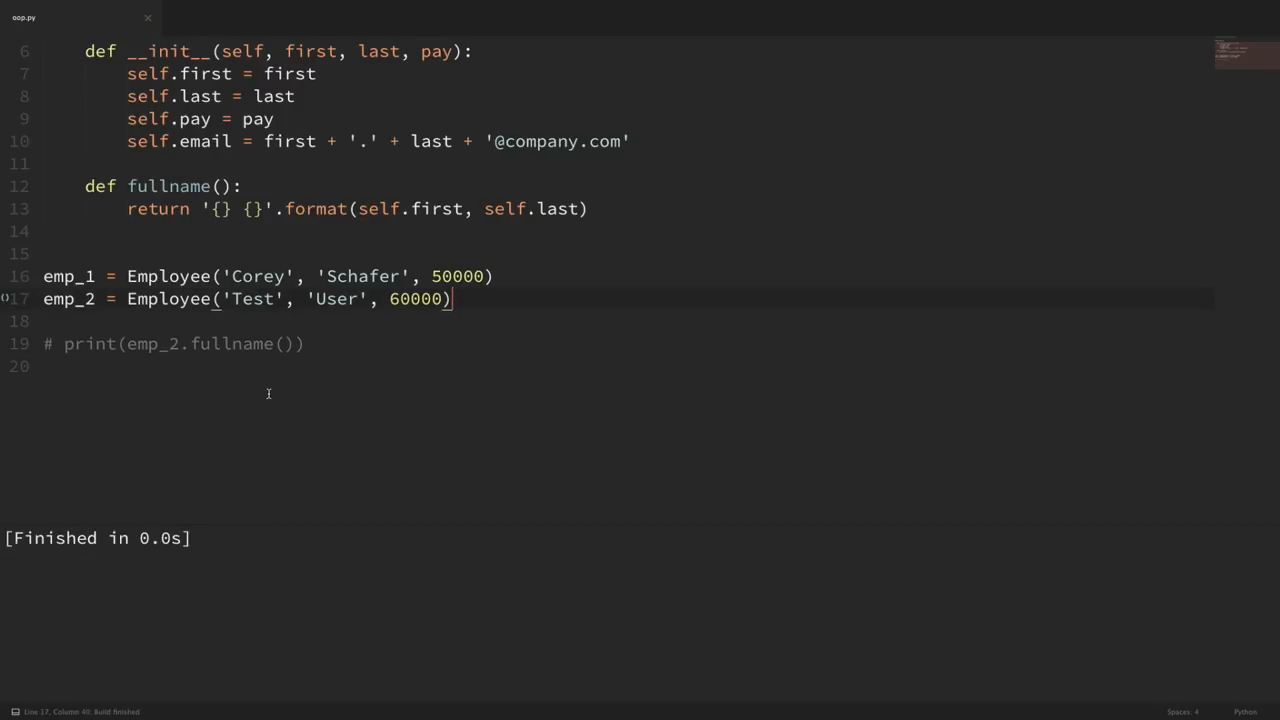 oop.py ×
6     def __init__(self, first, last, pay):
7         self.first = first
8         self.last = last
9         self.pay = pay
10         self.email = first + '.' + last + '@company.com'
11
12     def fullname():
13         return '{} {}'.format(self.first, self.last)
14
15
16 emp_1 = Employee('Corey', 'Schafer', 50000)
17 emp_2 = Employee('Test', 'User', 60000)
18
19 # print(emp_2.fullname())
20
[Finished in 0.0s]
Line 17, Column 40; Build finished
Spaces: 4
Python